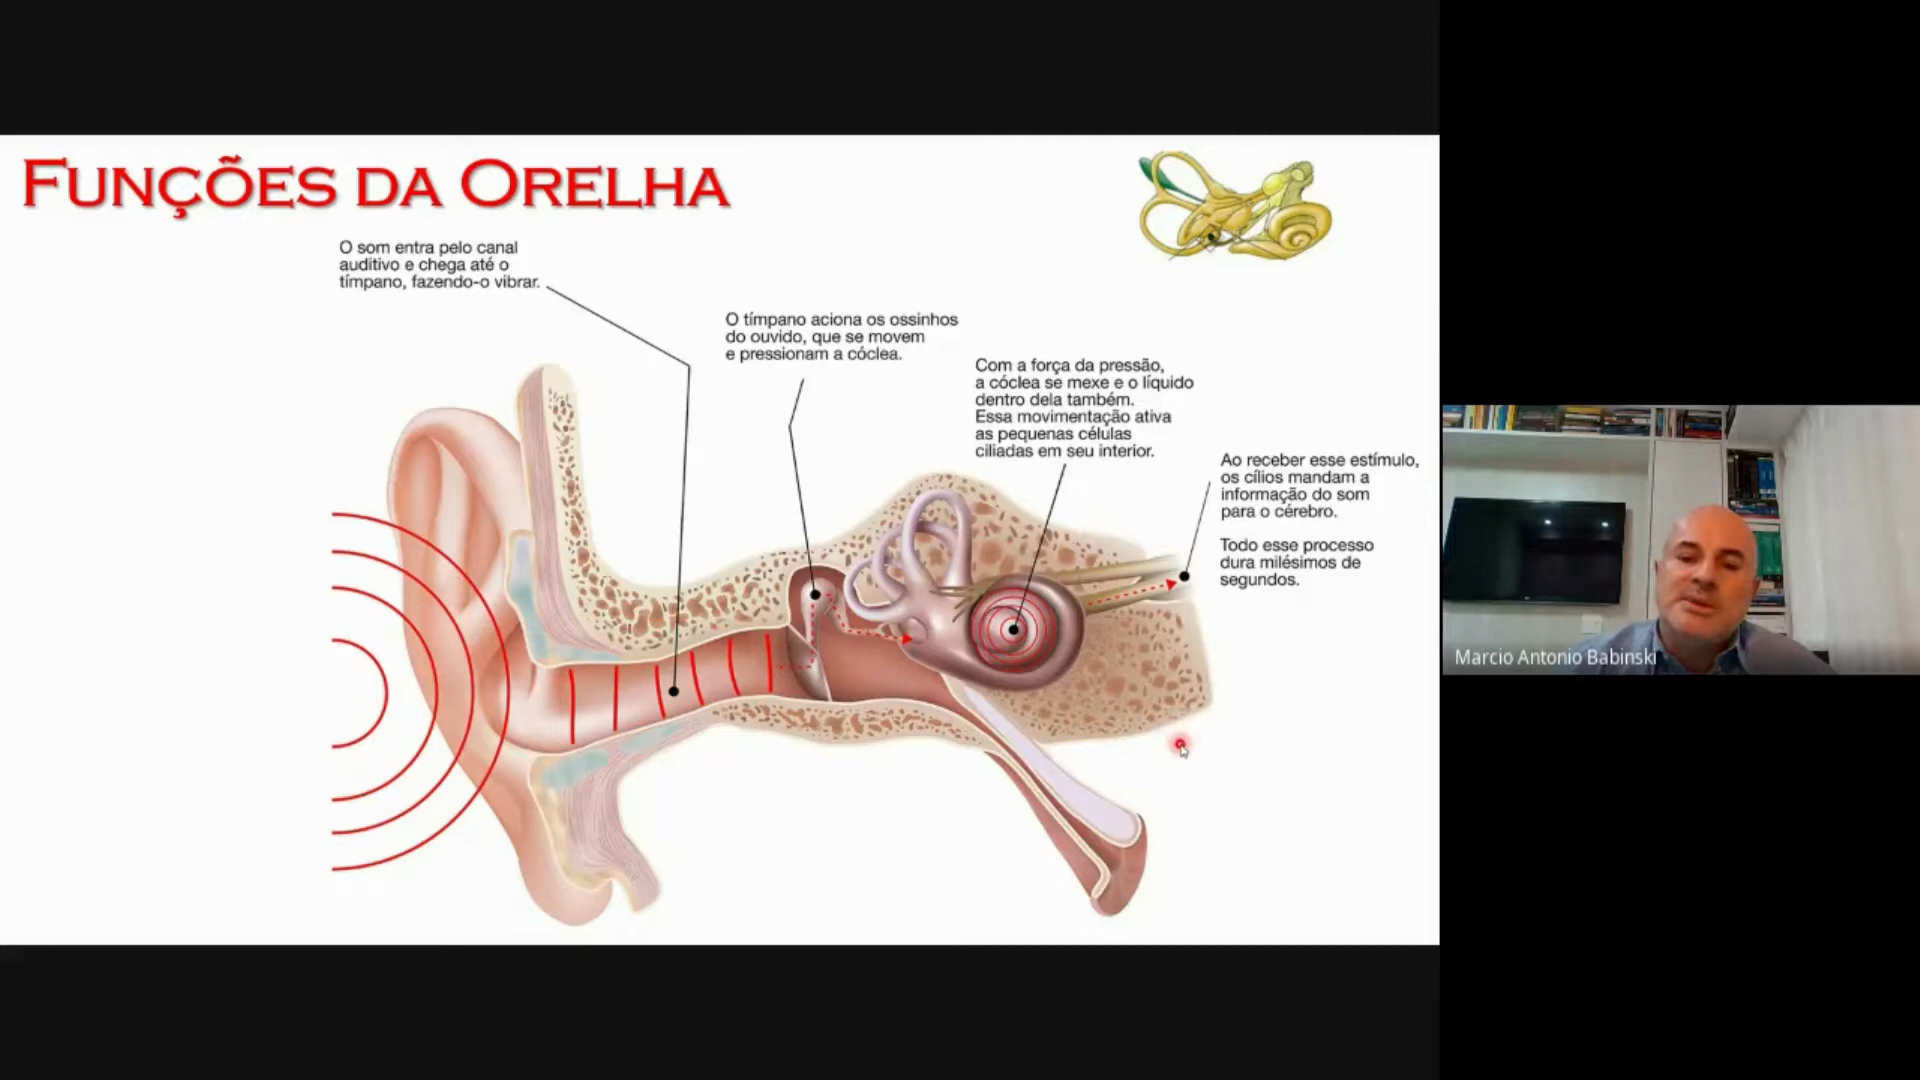 Funções da Orelha
O som entra pelo canal
auditivo e chega até o
tímpano, fazendo-o vibrar.
O tímpano aciona os ossinhos
do ouvido, que se movem
e pressionam a cóclea.
Com a força da pressão,
a cóclea se mexe e o líquido
dentro dela também.
Essa movimentação ativa
as pequenas células
ciliadas em seu interior.
Ao receber esse estímulo,
os cílios mandam a
informação do som
para o cérebro.
Todo esse processo
dura milésimos de
segundos.
Marcio Antonio Babinski